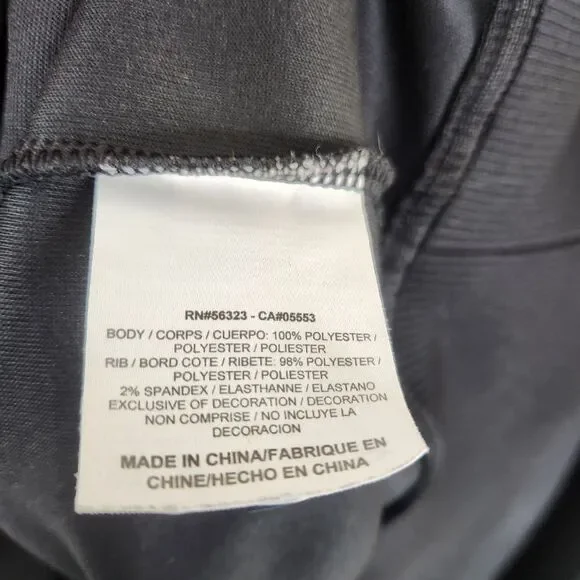 RN#56323 - CA#05553
BODY / CORPS / CUERPO: 100% POLYESTER /
POLYESTER / POLIESTER
RIB / BORD COTE / RIBETE: 98% POLYESTER /
POLYESTER / POLIESTER
2% SPANDEX / ELASTHANNE / ELASTANO
EXCLUSIVE OF DECORATION / DECORATION
NON COMPRISE / NO INCLUYE LA
DECORACION
MADE IN CHINA/FABRIQUE EN
CHINE/HECHO EN CHINA